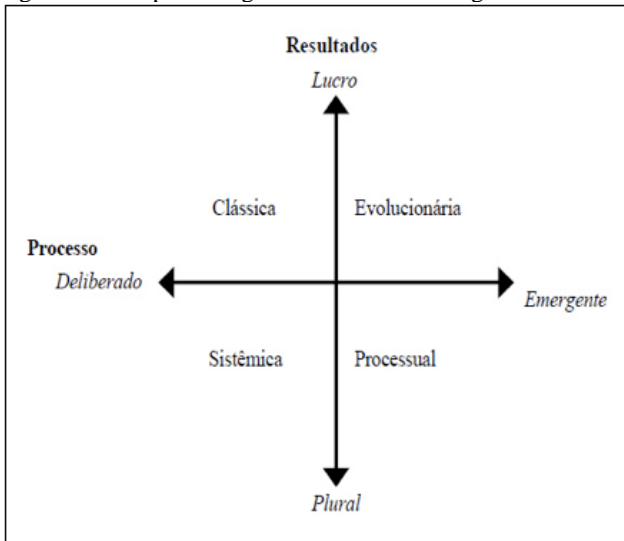 Resultados
Lucro
Clássica
Evolucionária
Processo
Deliberado
Emergente
Sistêmica
Processual
Plural